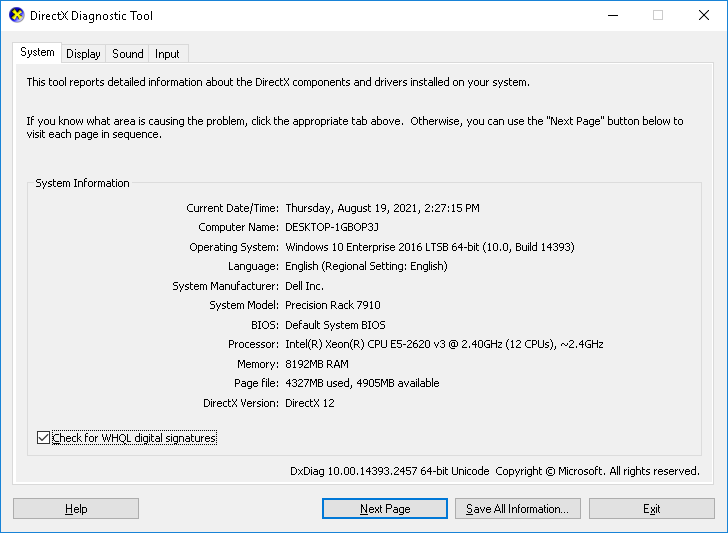 DirectX Diagnostic Tool
System Display Sound Input
This tool reports detailed information about the DirectX components and drivers installed on your system.
If you know what area is causing the problem, click the appropriate tab above.  Otherwise, you can use the "Next Page" button below to
visit each page in sequence.
System Information
Current Date/Time: Thursday, August 19, 2021, 2:27:15 PM
Computer Name: DESKTOP-1GBOP3J
Operating System: Windows 10 Enterprise 2016 LTSB 64-bit (10.0, Build 14393)
Language: English (Regional Setting: English)
System Manufacturer: Dell Inc.
System Model: Precision Rack 7910
BIOS: Default System BIOS
Processor: Intel(R) Xeon(R) CPU E5-2620 v3 @ 2.40GHz (12 CPUs), ~2.4GHz
Memory: 8192MB RAM
Page file: 4327MB used, 4905MB available
DirectX Version: DirectX 12
Check for WHQL digital signatures
DxDiag 10.00.14393.2457 64-bit Unicode  Copyright © Microsoft. All rights reserved.
Help Next Page Save All Information... Exit